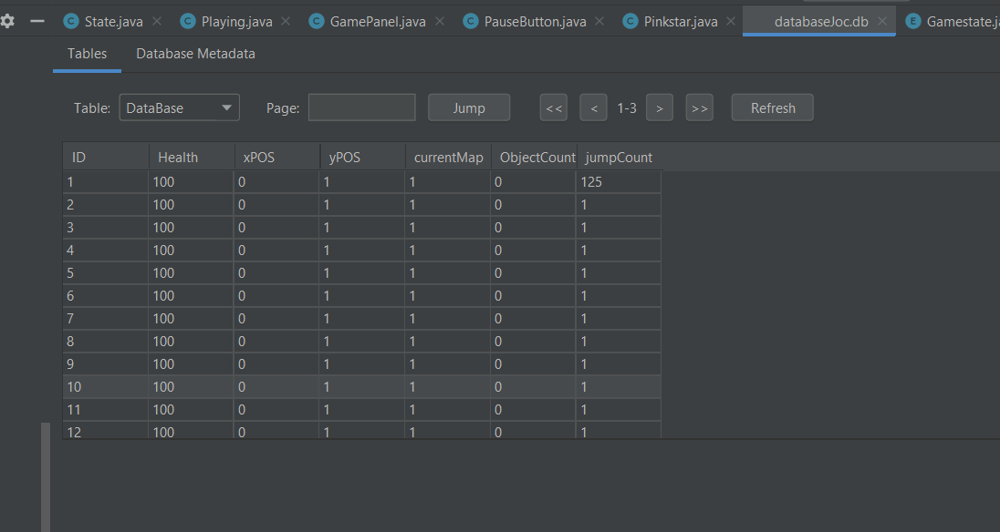 State.java Playing.java GamePanel.java PauseButton.java Pinkstar.java databaseJoc.db Gamestate.ja
Tables Database Metadata
Table: DataBase Page: Jump << < 1-3 > >> Refresh
ID Health xPOS yPOS currentMap ObjectCount jumpCount
1 100 0 1 1 0 125
2 100 0 1 1 0 1
3 100 0 1 1 0 1
4 100 0 1 1 0 1
5 100 0 1 1 0 1
6 100 0 1 1 0 1
7 100 0 1 1 0 1
8 100 0 1 1 0 1
9 100 0 1 1 0 1
10 100 0 1 1 0 1
11 100 0 1 1 0 1
12 100 0 1 1 0 1